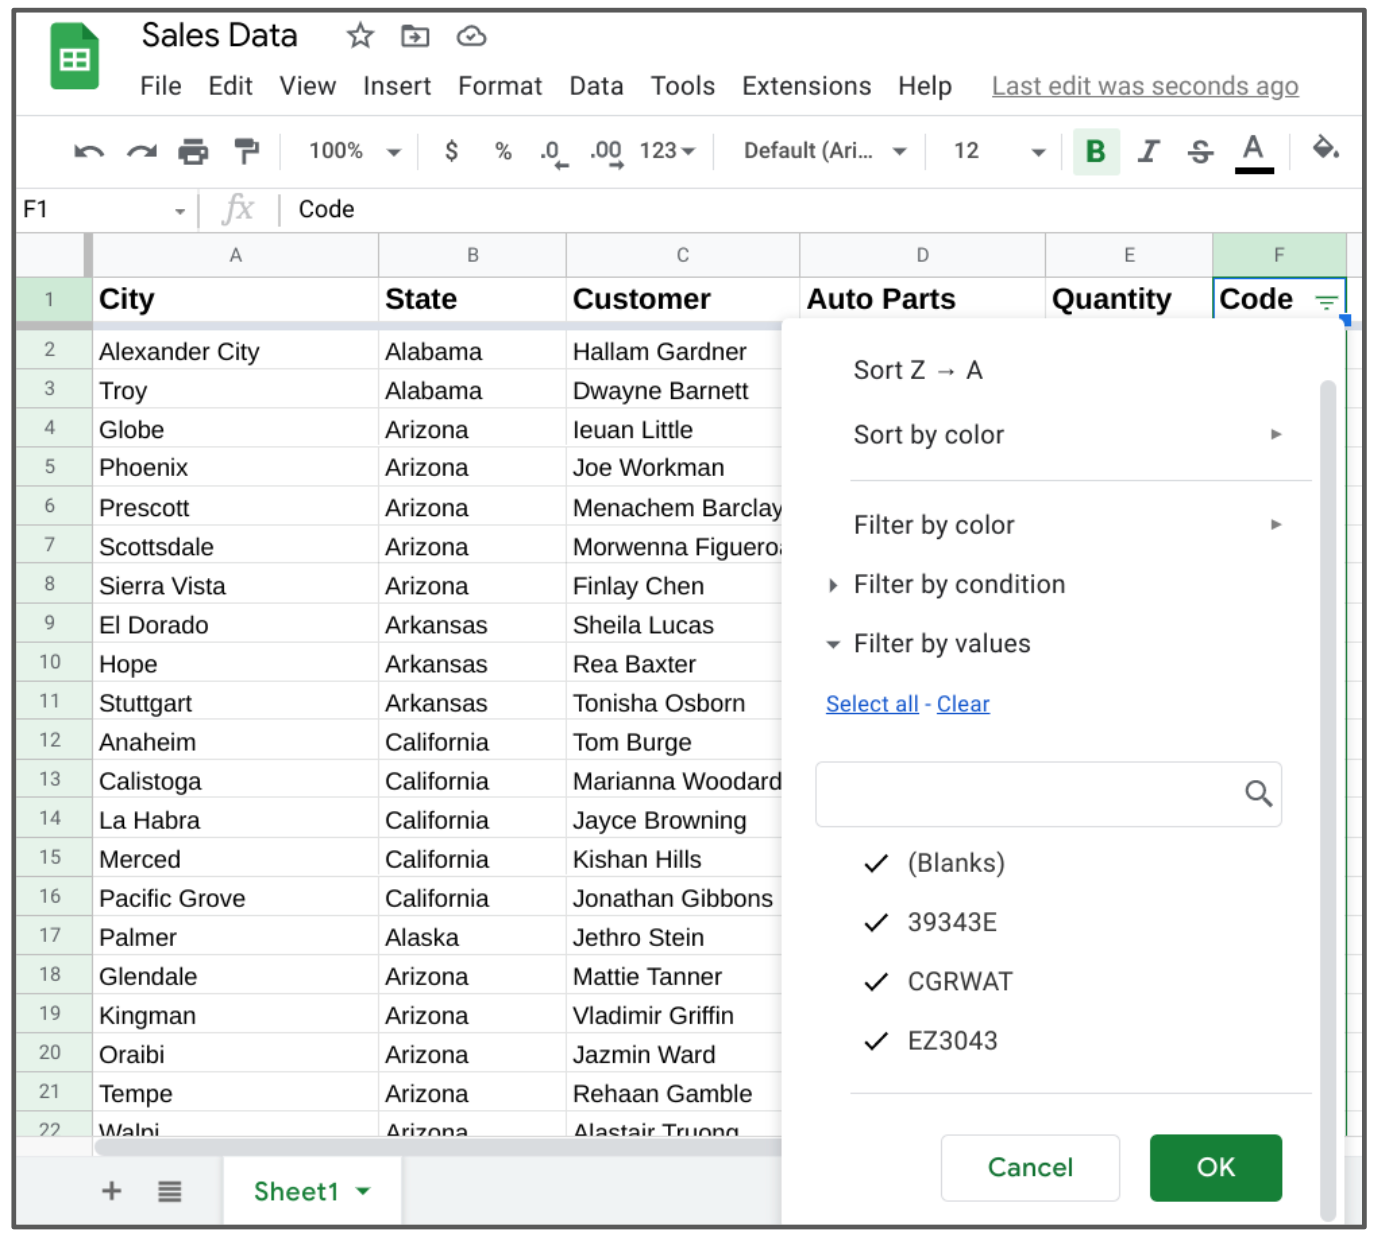 Sales Data
File Edit View Insert Format Data Tools Extensions Help Last edit was seconds ago
100% $ % .0 .00 123 Default (Ari... 12 B I S A
F1 fx Code
A B C D E F
1 City State Customer Auto Parts Quantity Code
2 Alexander City Alabama Hallam Gardner
3 Troy Alabama Dwayne Barnett
4 Globe Arizona Ieuan Little
5 Phoenix Arizona Joe Workman
6 Prescott Arizona Menachem Barclay
7 Scottsdale Arizona Morwenna Figueroa
8 Sierra Vista Arizona Finlay Chen
9 El Dorado Arkansas Sheila Lucas
10 Hope Arkansas Rea Baxter
11 Stuttgart Arkansas Tonisha Osborn
12 Anaheim California Tom Burge
13 Calistoga California Marianna Woodard
14 La Habra California Jayce Browning
15 Merced California Kishan Hills
16 Pacific Grove California Jonathan Gibbons
17 Palmer Alaska Jethro Stein
18 Glendale Arizona Mattie Tanner
19 Kingman Arizona Vladimir Griffin
20 Oraibi Arizona Jazmin Ward
21 Tempe Arizona Rehaan Gamble
22 Walpi Arizona Alastair Truong
Sort Z → A
Sort by color
Filter by color
Filter by condition
Filter by values
Select all - Clear
(Blanks)
39343E
CGRWAT
EZ3043
Cancel OK
Sheet1